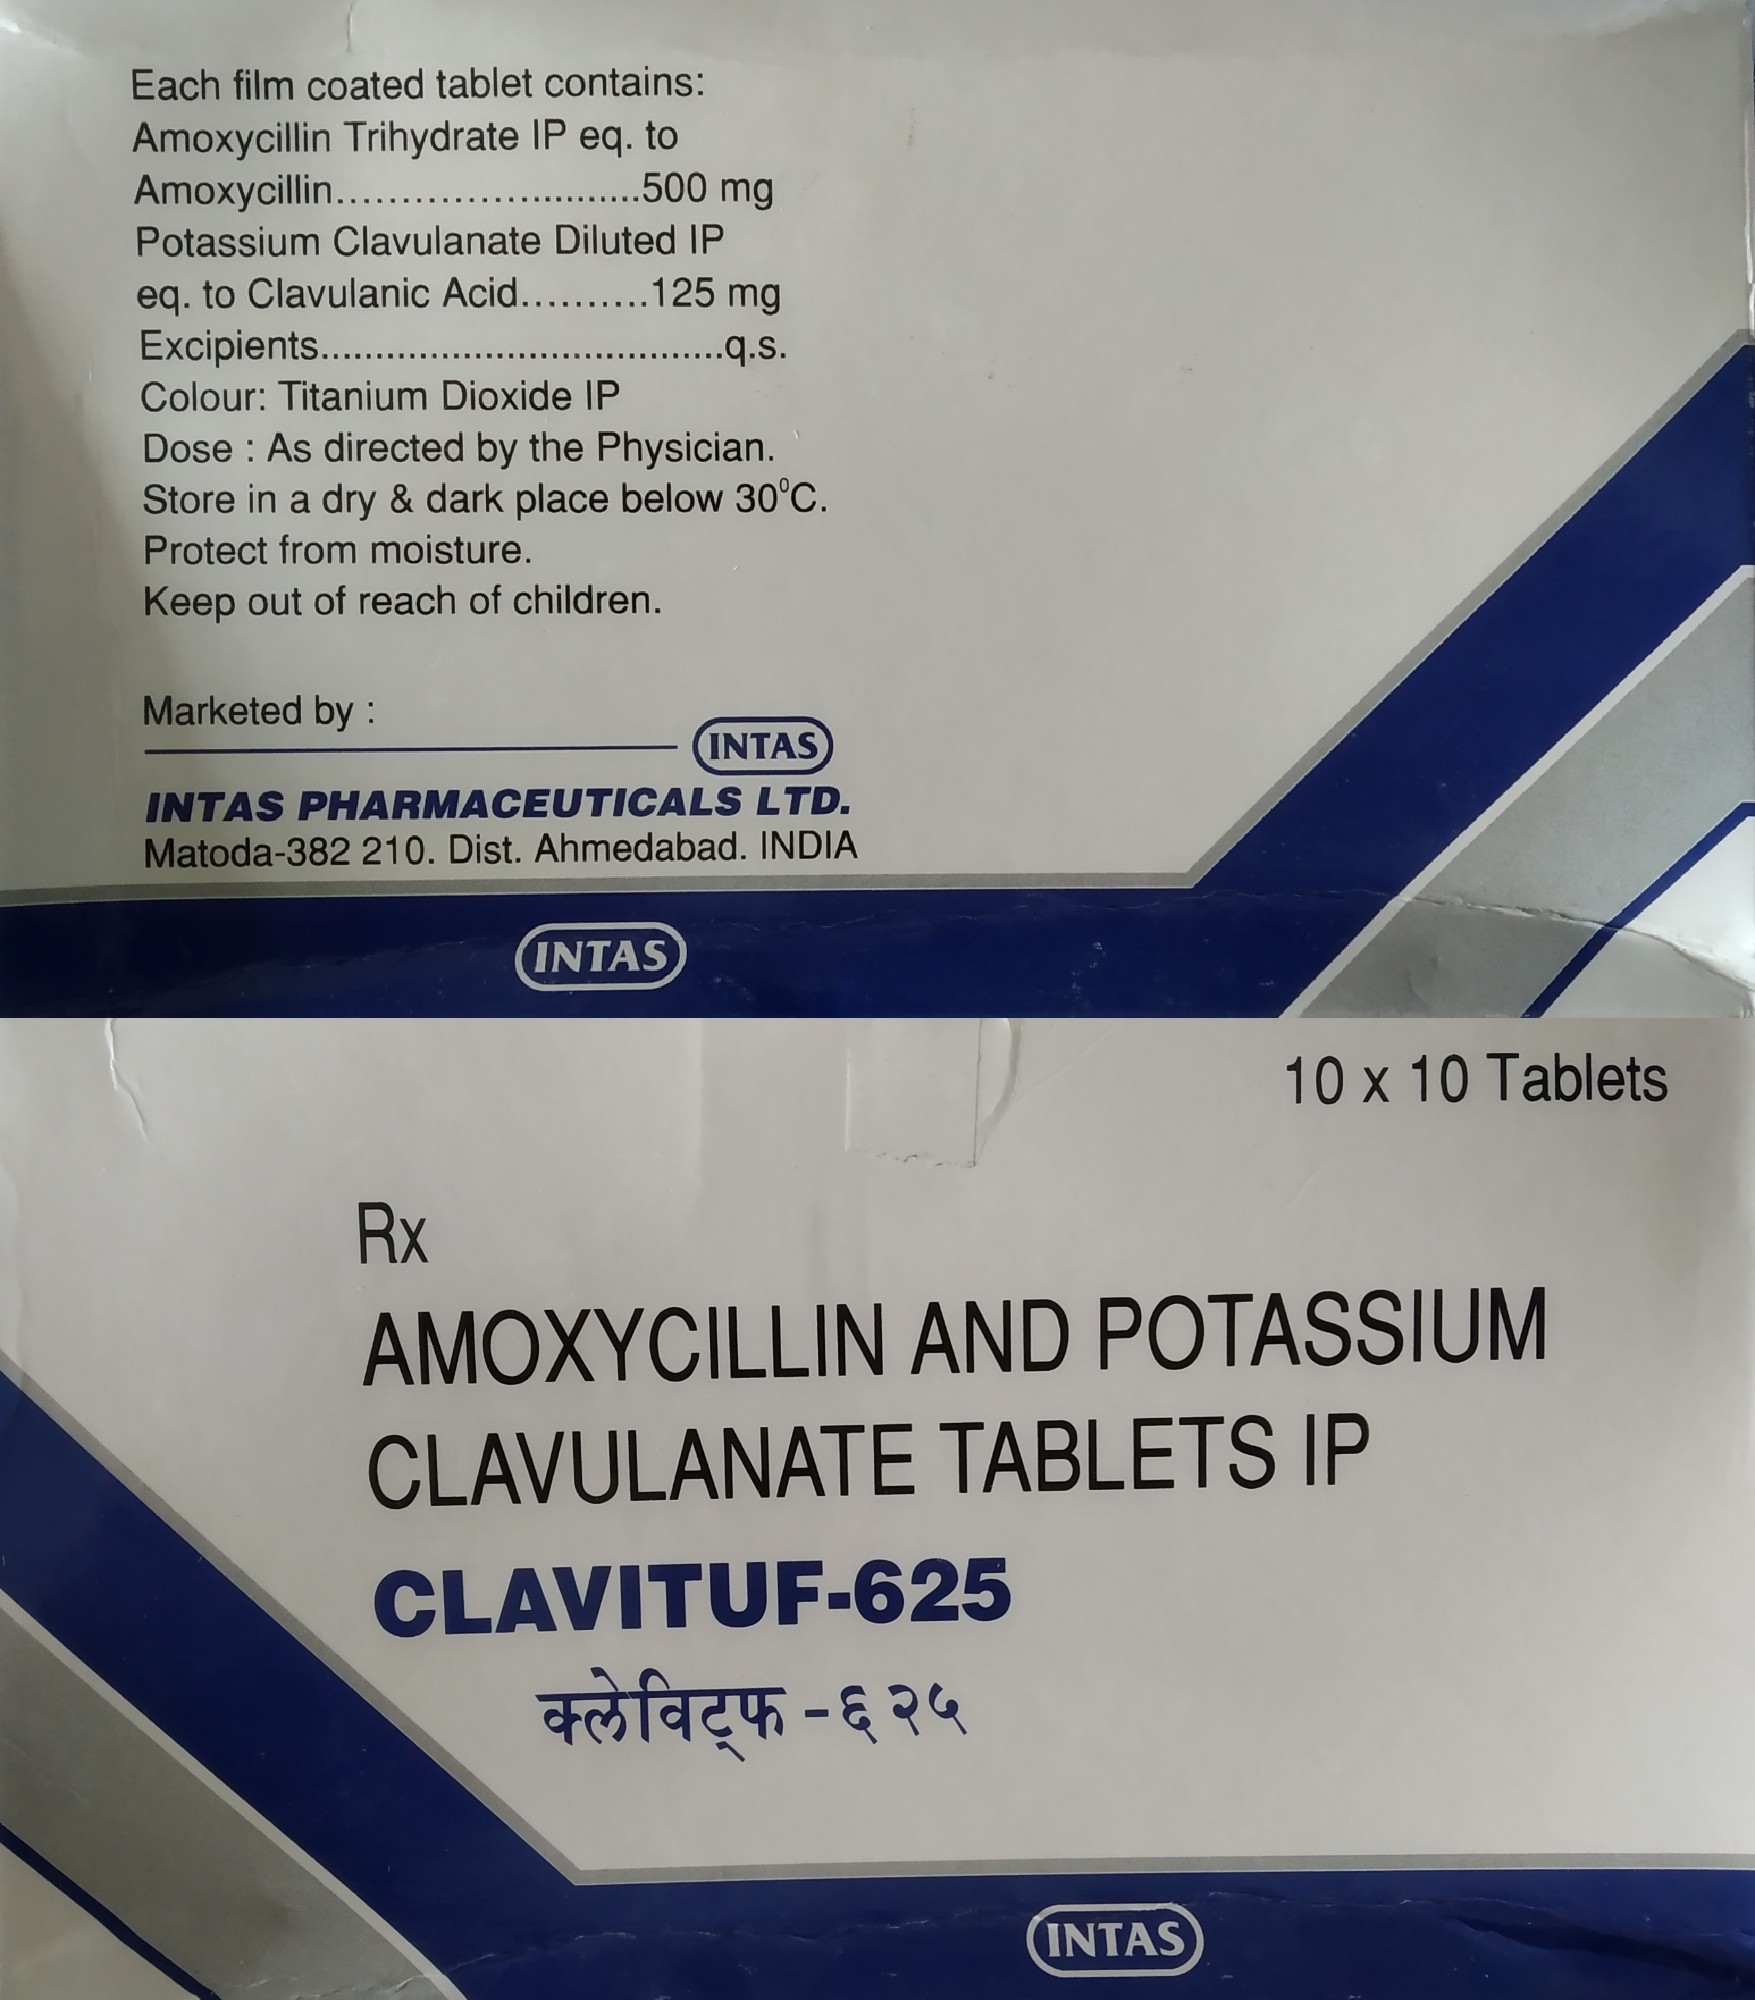 Each film coated tablet contains:
Amoxycillin Trihydrate IP eq. to
Amoxycillin............................500 mg
Potassium Clavulanate Diluted IP
eq. to Clavulanic Acid..........125 mg
Excipients.....................................q.s.
Colour: Titanium Dioxide IP
Dose : As directed by the Physician.
Store in a dry & dark place below 30⁰C.
Protect from moisture.
Keep out of reach of children.
Marketed by :
INTAS
INTAS PHARMACEUTICALS LTD.
Matoda-382 210. Dist. Ahmedabad. INDIA
INTAS
10 x 10 Tablets
Rx
AMOXYCILLIN AND POTASSIUM
CLAVULANATE TABLETS IP
CLAVITUF-625
क्लेविट्फ -६२५
INTAS